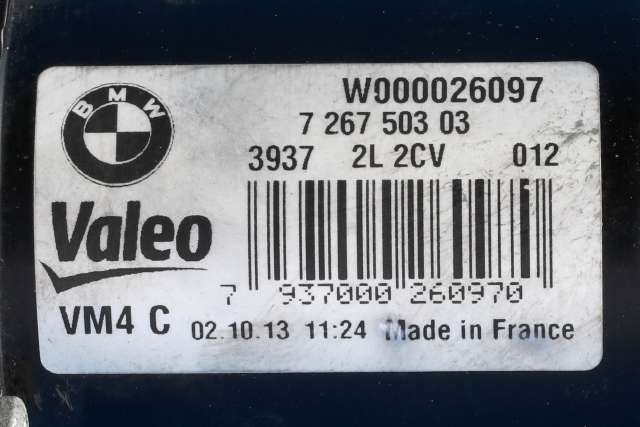 BMW
W000026097
7 267 503 03
3937 2L 2CV 012
Valeo
7 937000 260970
VM4 C 02.10.13 11:24 Made in France